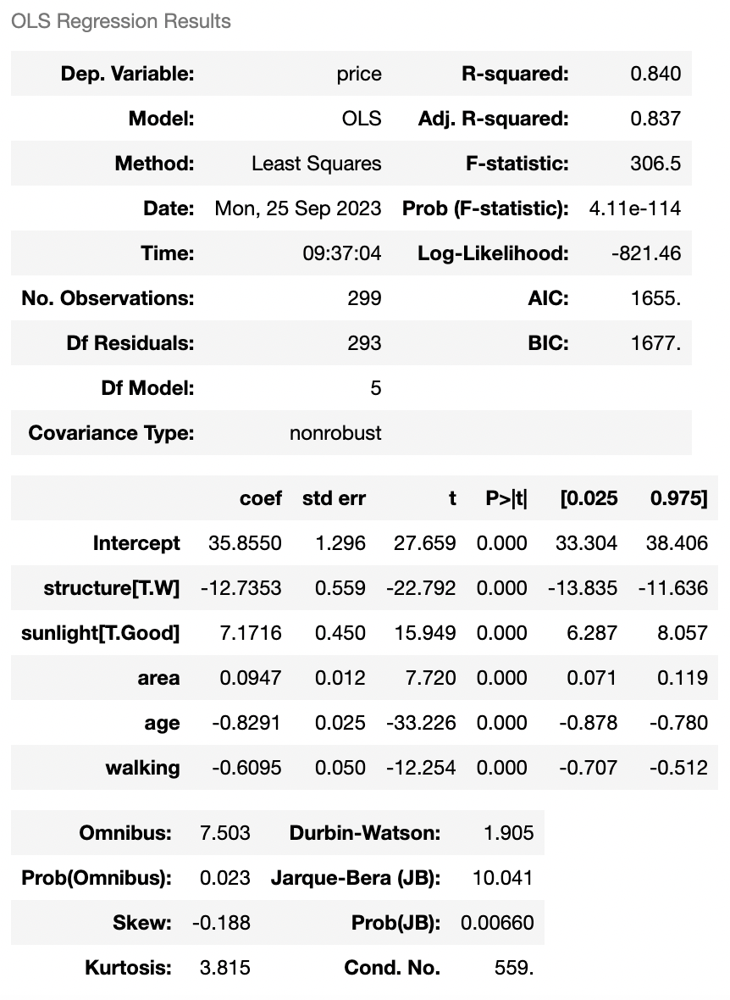 OLS Regression Results
Dep. Variable: price R-squared: 0.840
Model: OLS Adj. R-squared: 0.837
Method: Least Squares F-statistic: 306.5
Date: Mon, 25 Sep 2023 Prob (F-statistic): 4.11e-114
Time: 09:37:04 Log-Likelihood: -821.46
No. Observations: 299 AIC: 1655.
Df Residuals: 293 BIC: 1677.
Df Model: 5
Covariance Type: nonrobust
coef std err t P>|t| [0.025 0.975]
Intercept 35.8550 1.296 27.659 0.000 33.304 38.406
structure[T.W] -12.7353 0.559 -22.792 0.000 -13.835 -11.636
sunlight[T.Good] 7.1716 0.450 15.949 0.000 6.287 8.057
area 0.0947 0.012 7.720 0.000 0.071 0.119
age -0.8291 0.025 -33.226 0.000 -0.878 -0.780
walking -0.6095 0.050 -12.254 0.000 -0.707 -0.512
Omnibus: 7.503 Durbin-Watson: 1.905
Prob(Omnibus): 0.023 Jarque-Bera (JB): 10.041
Skew: -0.188 Prob(JB): 0.00660
Kurtosis: 3.815 Cond. No. 559.